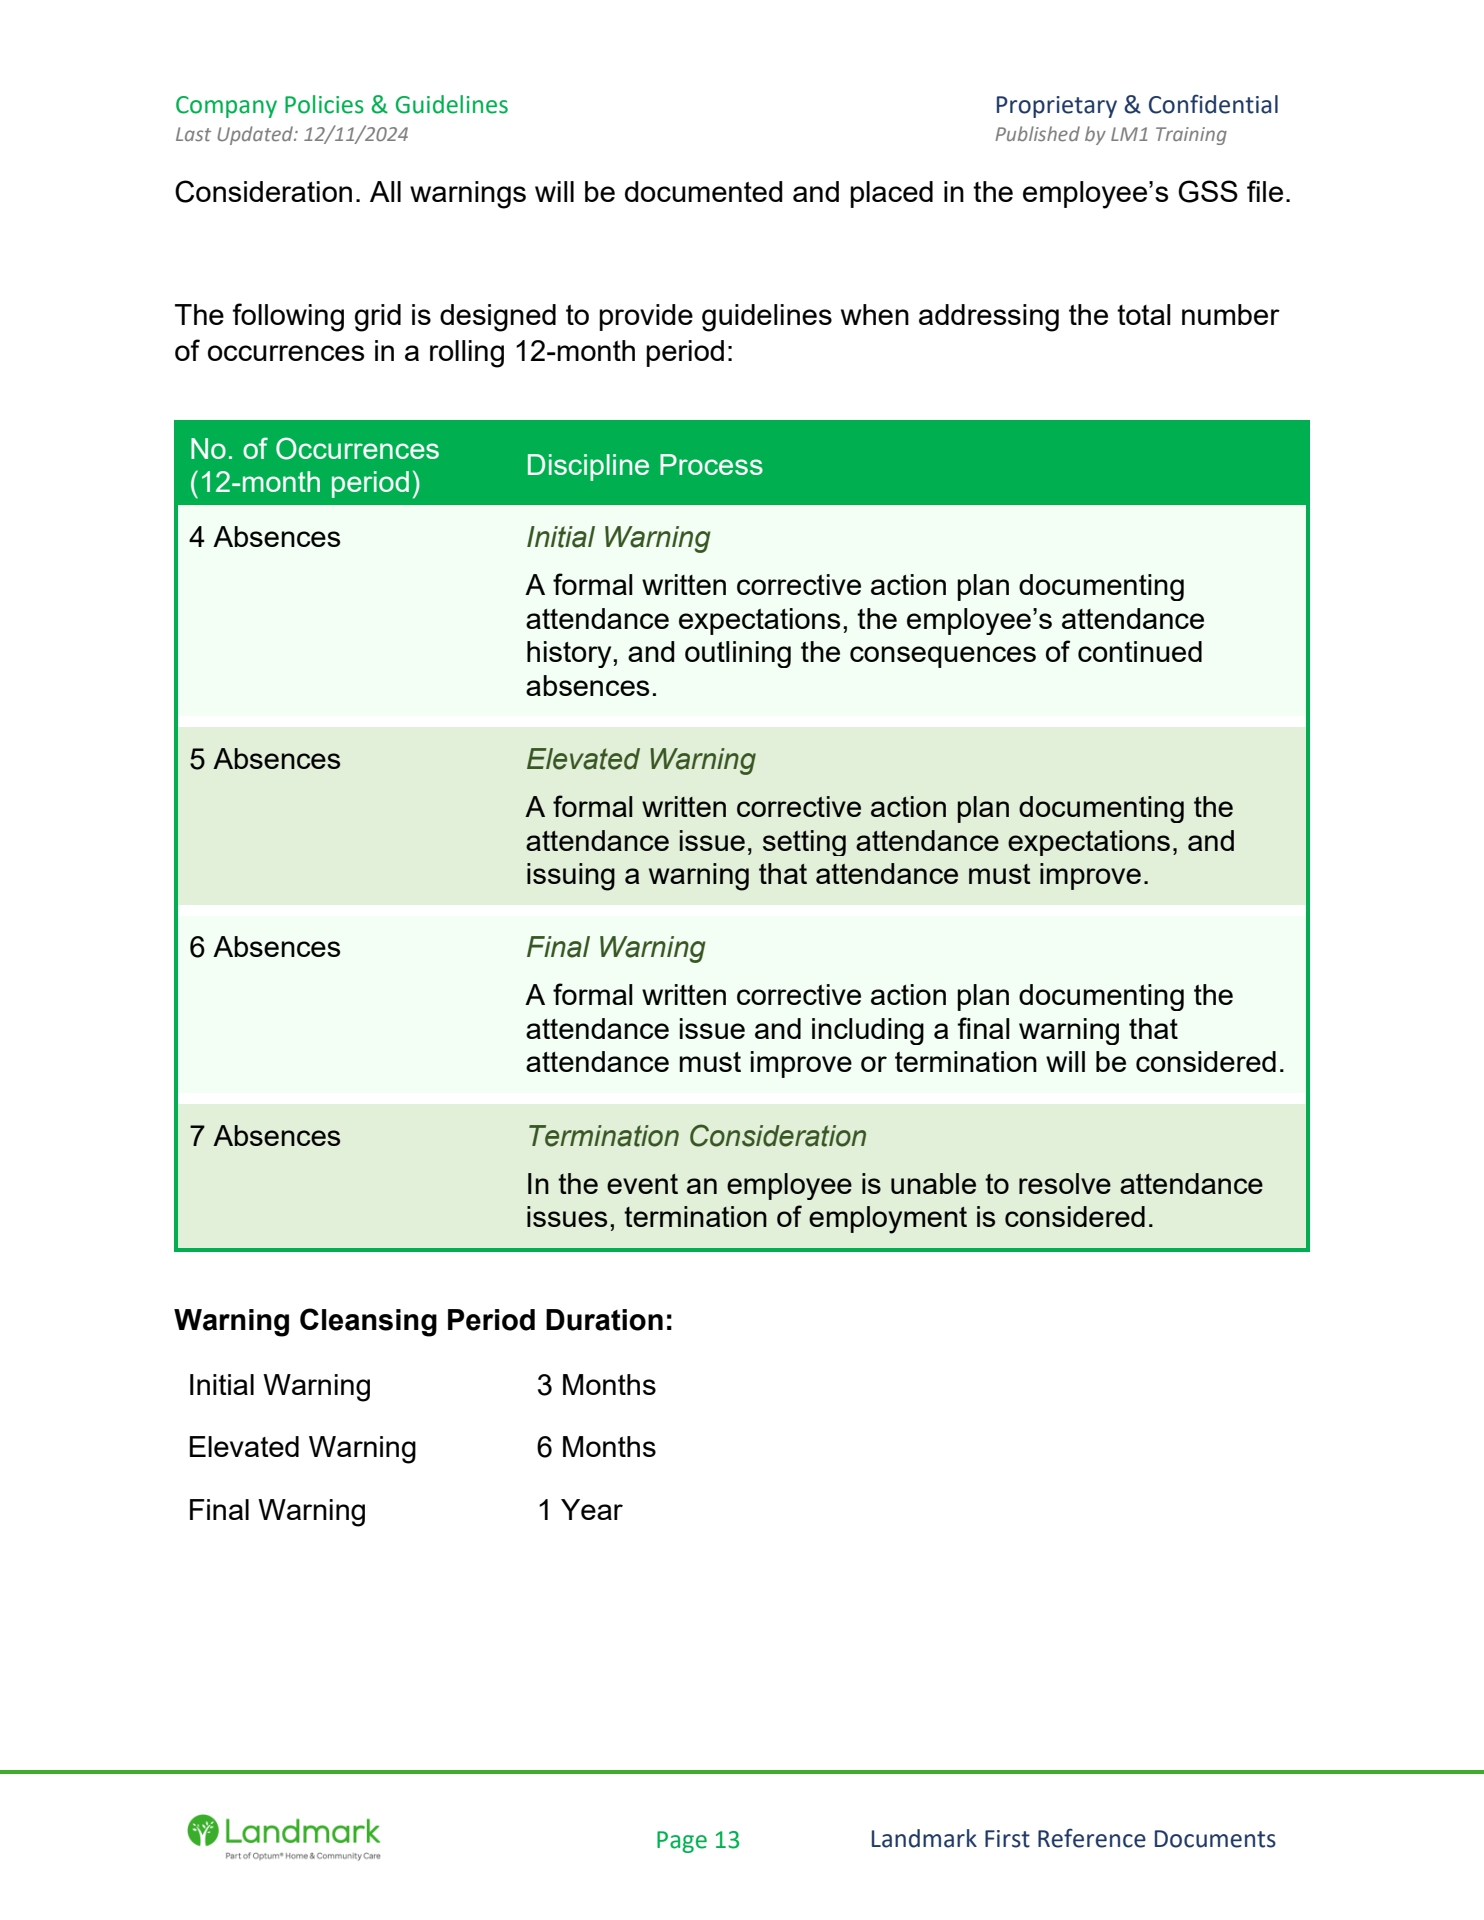 Company Policies & Guidelines
Proprietary & Confidential
Last Updated: 12/11/2024
Published by LM1 Training
Consideration. All warnings will be documented and placed in the employee’s GSS file.
The following grid is designed to provide guidelines when addressing the total number
of occurrences in a rolling 12-month period:
No. of Occurrences
(12-month period)
Discipline Process
4 Absences
Initial Warning
A formal written corrective action plan documenting
attendance expectations, the employee’s attendance
history, and outlining the consequences of continued
absences.
5 Absences
Elevated Warning
A formal written corrective action plan documenting the
attendance issue, setting attendance expectations, and
issuing a warning that attendance must improve.
6 Absences
Final Warning
A formal written corrective action plan documenting the
attendance issue and including a final warning that
attendance must improve or termination will be considered.
7 Absences
Termination Consideration
In the event an employee is unable to resolve attendance
issues, termination of employment is considered.
Warning Cleansing Period Duration:
Initial Warning 3 Months
Elevated Warning 6 Months
Final Warning 1 Year
Landmark
Part of Optum® Home & Community Care
Page 13
Landmark First Reference Documents